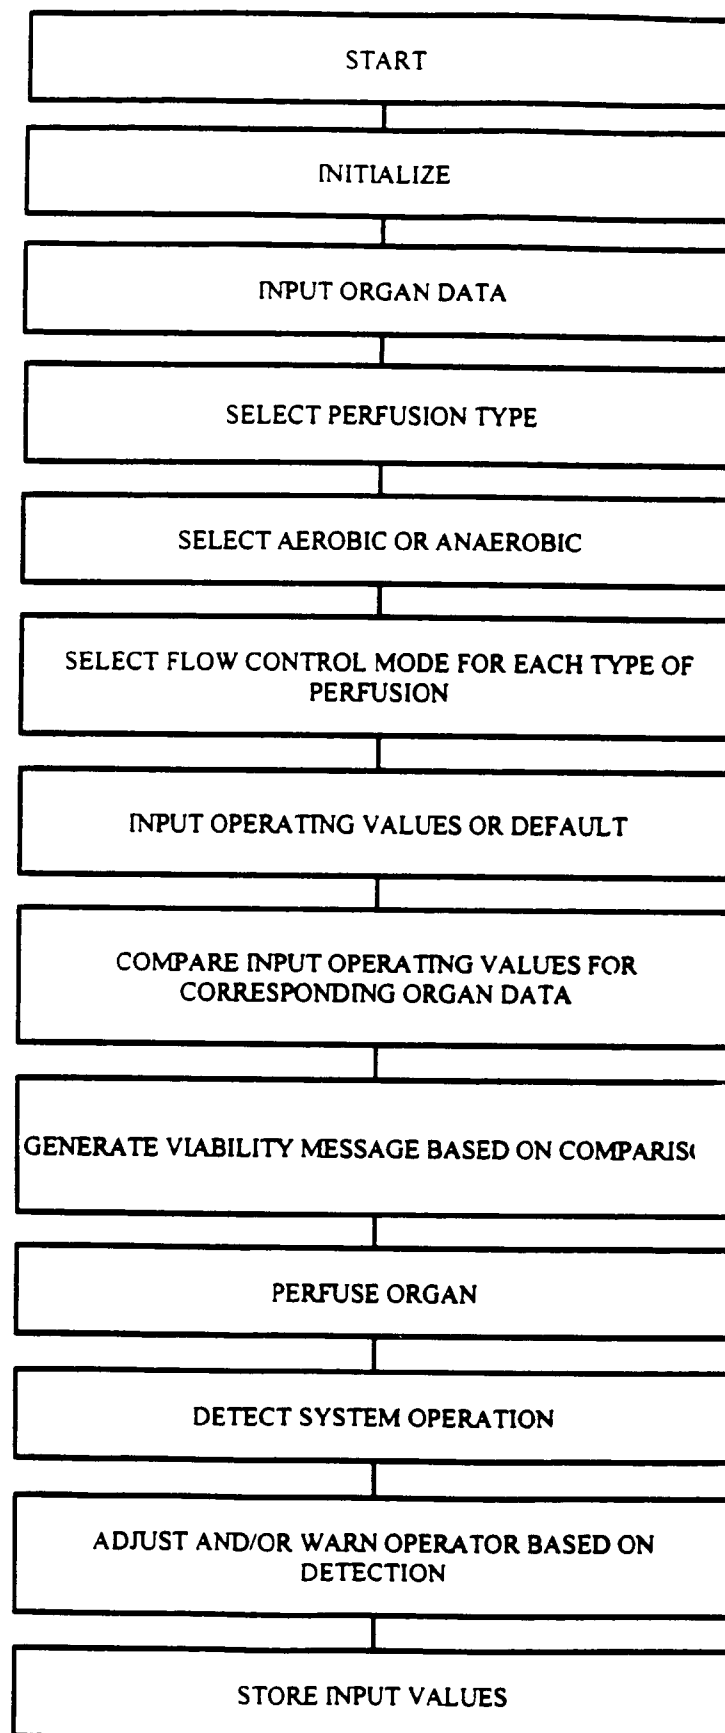 START
INITIALIZE
INPUT ORGAN DATA
SELECT PERFUSION TYPE
SELECT AEROBIC OR ANAEROBIC
SELECT FLOW CONTROL MODE FOR EACH TYPE OF
PERFUSION
INPUT OPERATING VALUES OR DEFAULT
COMPARE INPUT OPERATING VALUES FOR
CORRESPONDING ORGAN DATA
GENERATE VIABILITY MESSAGE BASED ON
PERFUSE ORGAN
DETECT SYSTEM OPERATION
ADJUST AND/OR WARN OPERATOR BASED ON
DETECTION
STORE INPUT VALUES